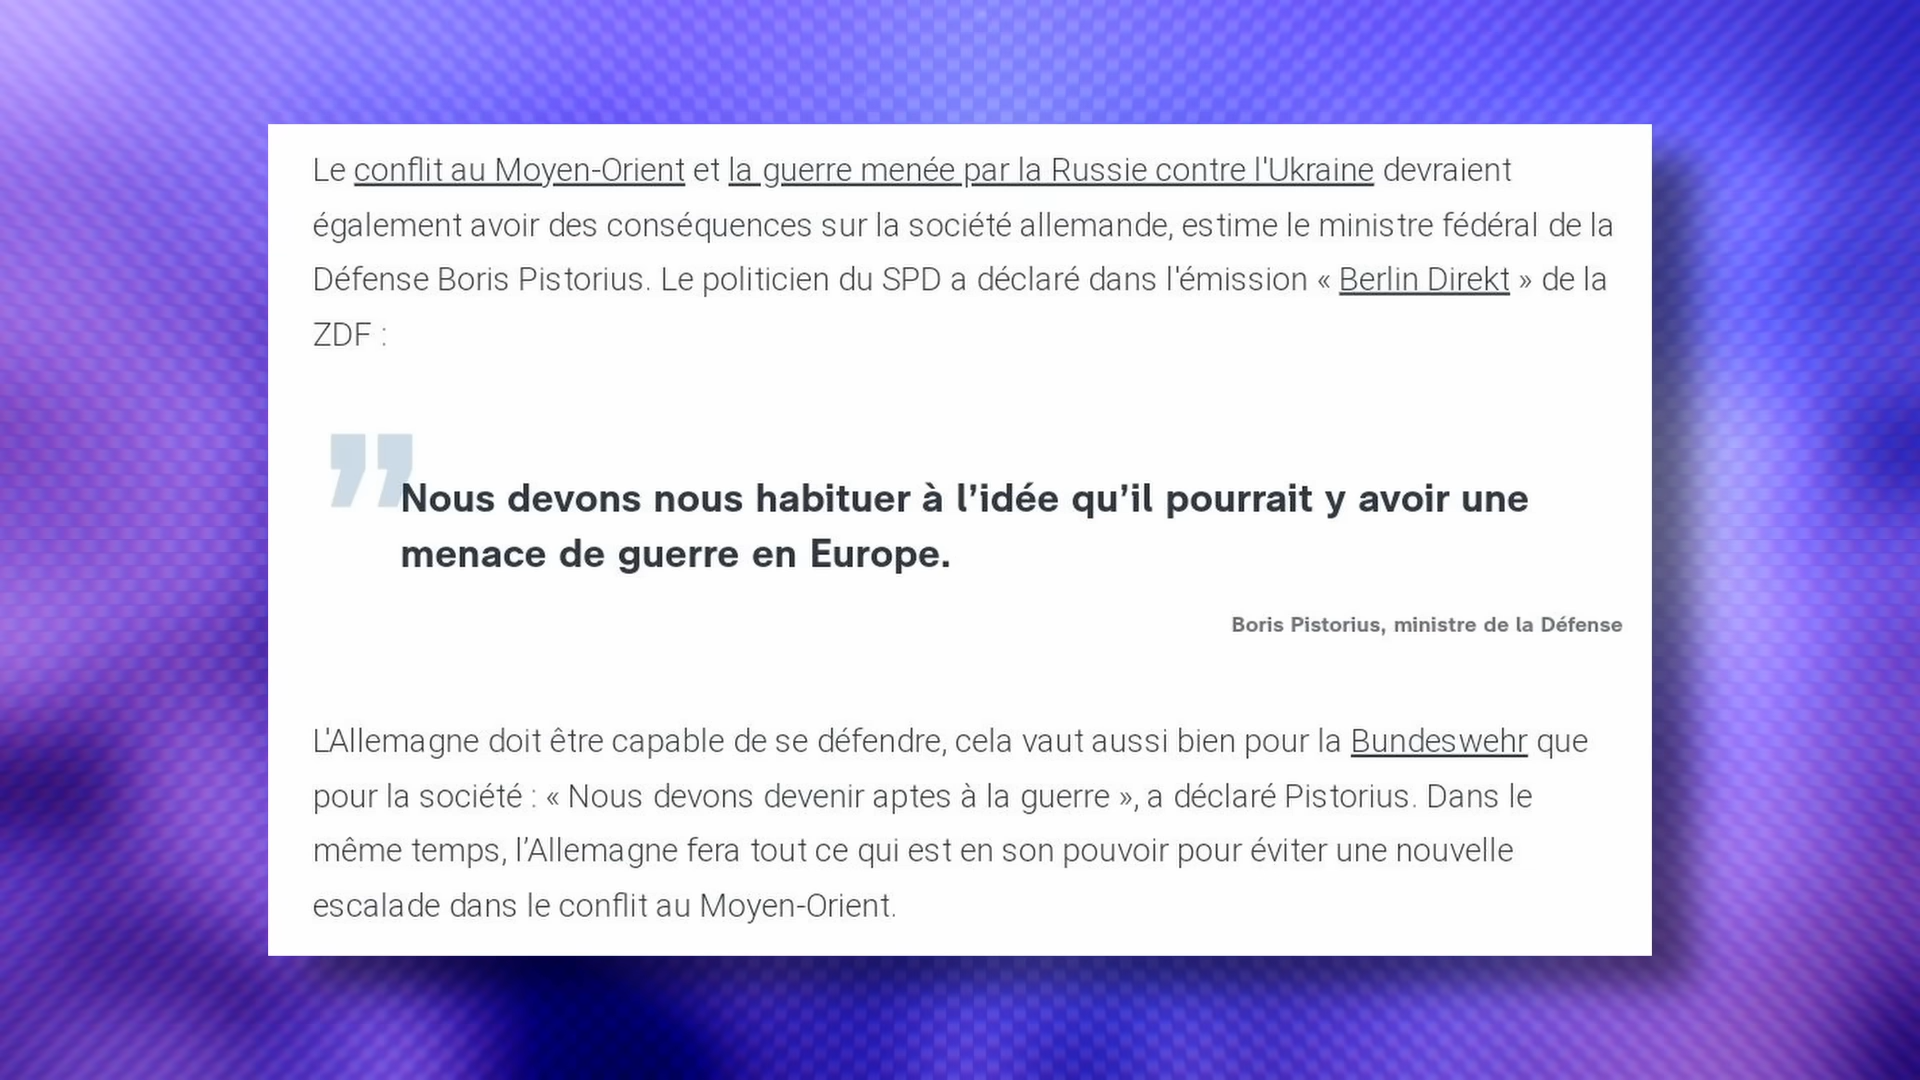 Le conflit au Moyen-Orient et la guerre menée par la Russie contre l'Ukraine devraient
également avoir des conséquences sur la société allemande, estime le ministre fédéral de la
Défense Boris Pistorius. Le politicien du SPD a déclaré dans l'émission « Berlin Direkt » de la
ZDF :
”Nous devons nous habituer à l’idée qu’il pourrait y avoir une
menace de guerre en Europe.
Boris Pistorius, ministre de la Défense
L'Allemagne doit être capable de se défendre, cela vaut aussi bien pour la Bundeswehr que
pour la société : « Nous devons devenir aptes à la guerre », a déclaré Pistorius. Dans le
même temps, l’Allemagne fera tout ce qui est en son pouvoir pour éviter une nouvelle
escalade dans le conflit au Moyen-Orient.